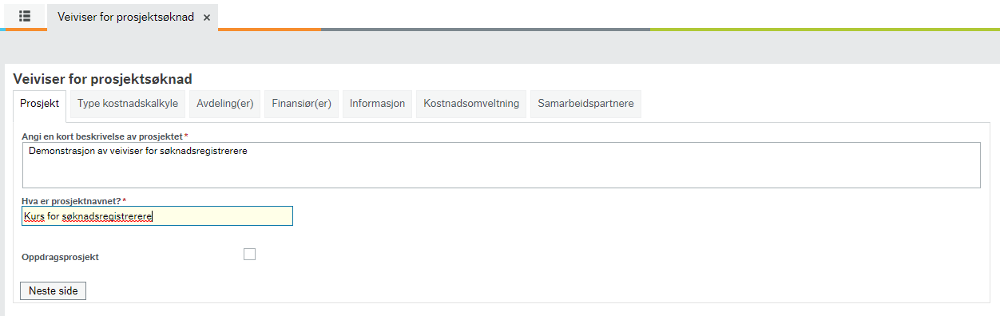 Veiviser for prosjektsøknad ×
Veiviser for prosjektsøknad
Prosjekt Type kostnadskalkyle Avdeling(er) Finansiør(er) Informasjon Kostnadsomveltning Samarbeidspartnere
Angi en kort beskrivelse av prosjektet *
Demonstrasjon av veiviser for søknadsregistrerere
Hva er prosjektnavnet? *
Kurs for søknadsregistrerere
Oppdragsprosjekt
Neste side